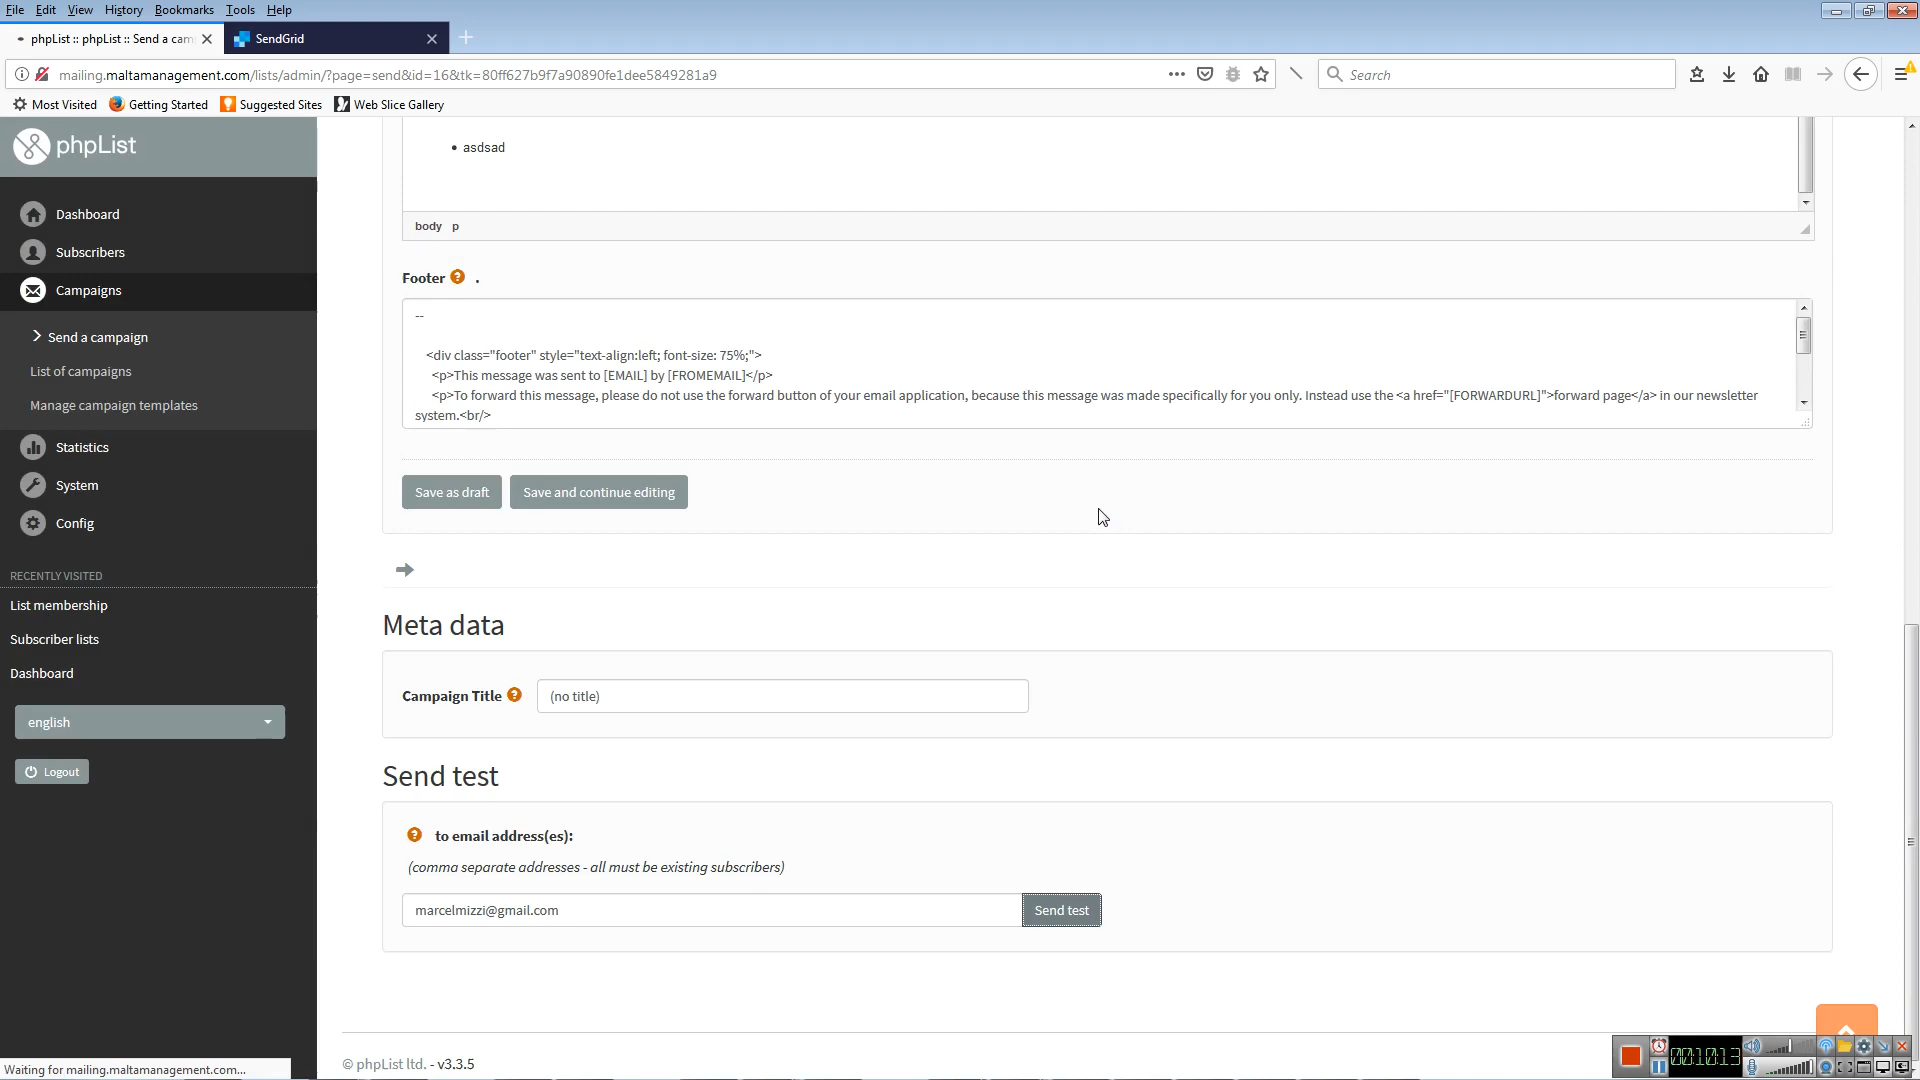 File Edit View History Bookmarks Tools Help
phpList :: phpList :: Send a cam
SendGrid
mailing.maltamanagement.com/lists/admin/?page=send&id=16&tk=80ff627b9f7a90890fe1dee5849281a9
Search
Most Visited Getting Started Suggested Sites Web Slice Gallery
phpList
Dashboard
Subscribers
Campaigns
Send a campaign
List of campaigns
Manage campaign templates
Statistics
System
Config
RECENTLY VISITED
List membership
Subscriber lists
Dashboard
english
Logout
• asdsad
body p
Footer ? .
--
<div class="footer" style="text-align:left; font-size: 75%;">
<p>This message was sent to [EMAIL] by [FROMEMAIL]</p>
<p>To forward this message, please do not use the forward button of your email application, because this message was made specifically for you only. Instead use the <a href="[FORWARDURL]">forward page</a> in our newsletter
system.<br/>
Save as draft Save and continue editing
Meta data
Campaign Title ? (no title)
Send test
? to email address(es):
(comma separate addresses - all must be existing subscribers)
marcelmizzi@gmail.com Send test
© phpList ltd. - v3.3.5
Waiting for mailing.maltamanagement.com...
00:10:13